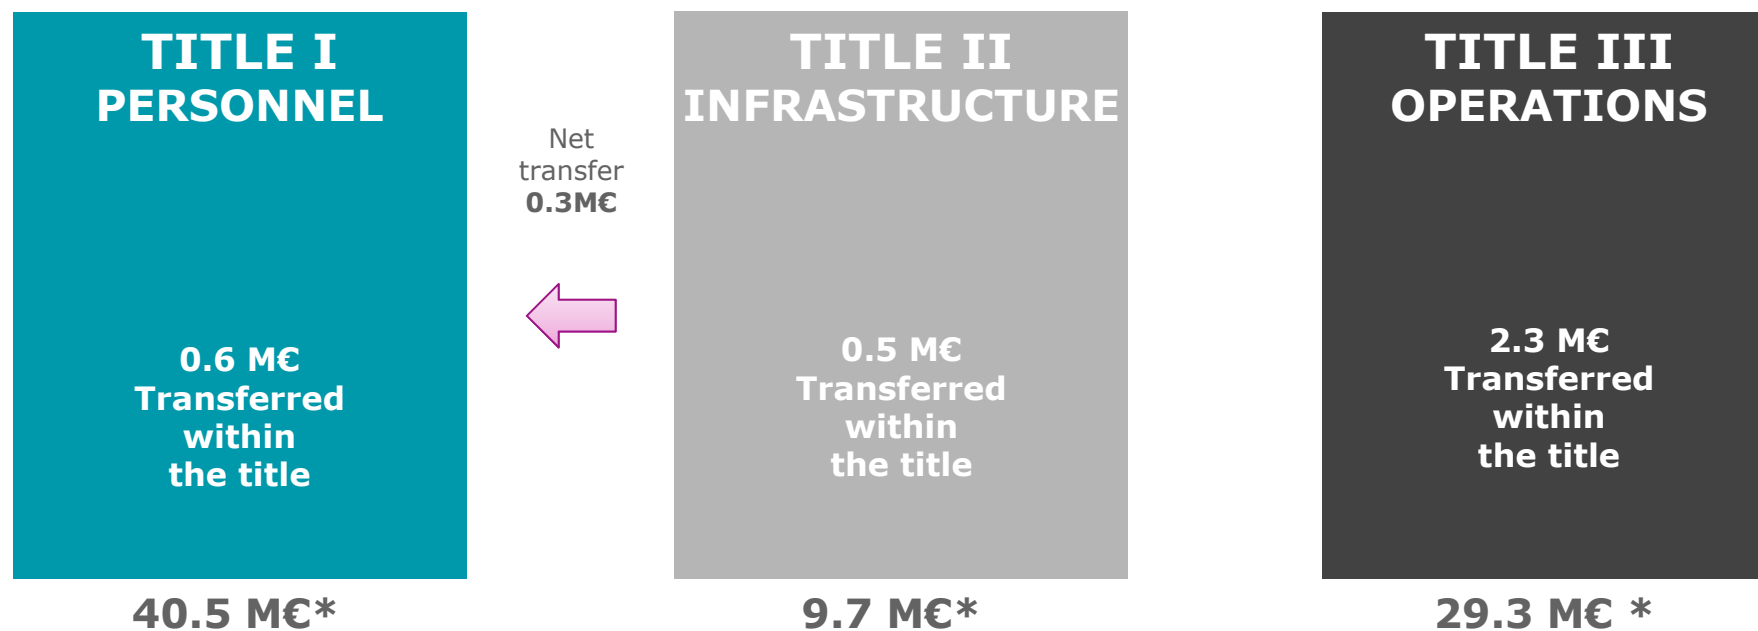 TITLE I
PERSONNEL
0.6 M€
Transferred
within
the title
40.5 M€*
Net
transfer
0.3M€
TITLE II
INFRASTRUCTURE
0.5 M€
Transferred
within
the title
9.7 M€*
TITLE III
OPERATIONS
2.3 M€
Transferred
within
the title
29.3 M€ *